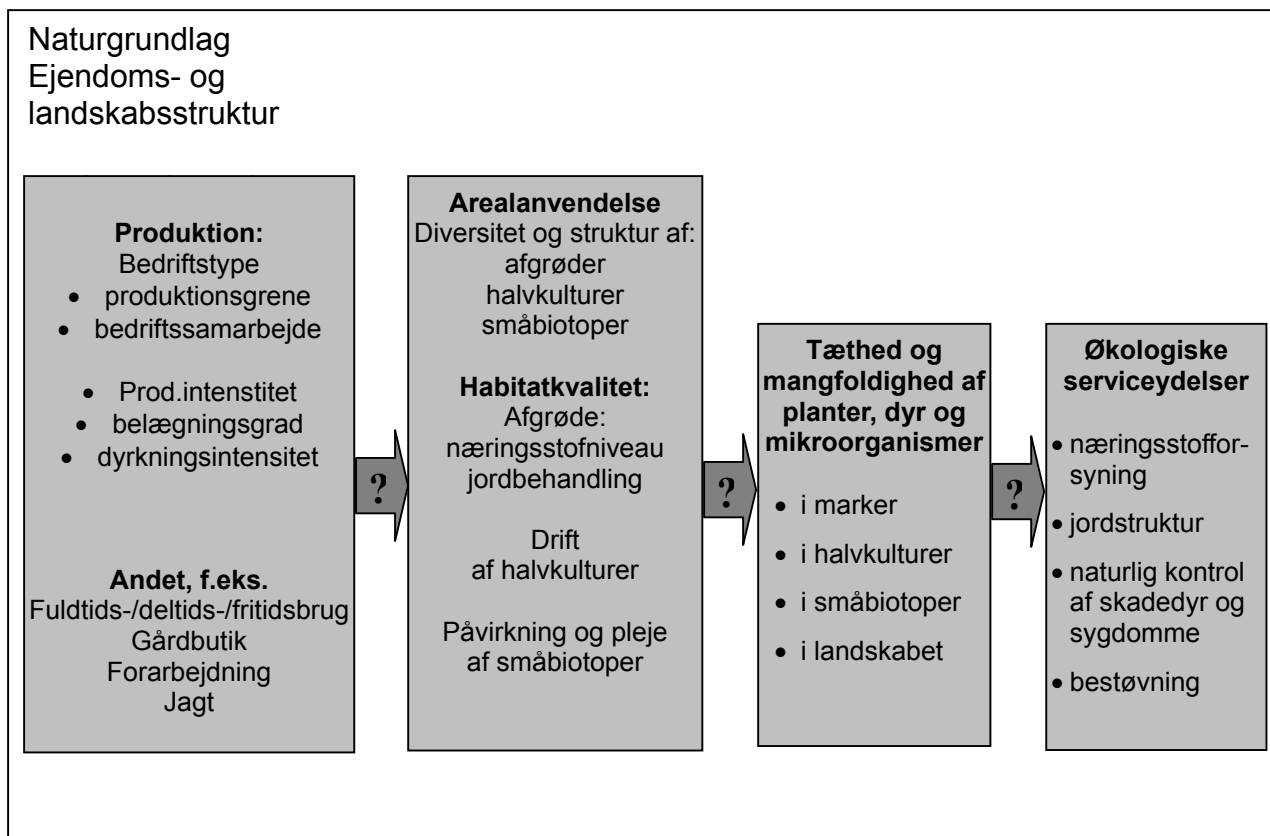 Naturgrundlag
Ejendoms- og
landskabsstruktur
Produktion:
Bedriftstype
• produktionsgrene
• bedriftssamarbejde
• Prod.intenstitet
• belægningsgrad
• dyrkningsintensitet
Andet, f.eks.
Fuldtids-/deltids-/fritidsbrug
Gårdbutik
Forarbejdning
Jagt
?
Arealanvendelse
Diversitet og struktur af:
afgrøder
halvkulturer
småbiotoper
Habitatkvalitet:
Afgrøde:
næringsstofniveau
jordbehandling
Drift
af halvkulturer
Påvirkning og pleje
af småbiotoper
?
Tæthed og
mangfoldighed af
planter, dyr og
mikroorganismer
• i marker
• i halvkulturer
• i småbiotoper
• i landskabet
?
Økologiske
serviceydelser
• næringsstoffor-
syning
• jordstruktur
• naturlig kontrol
af skadedyr og
sygdomme
• bestøvning